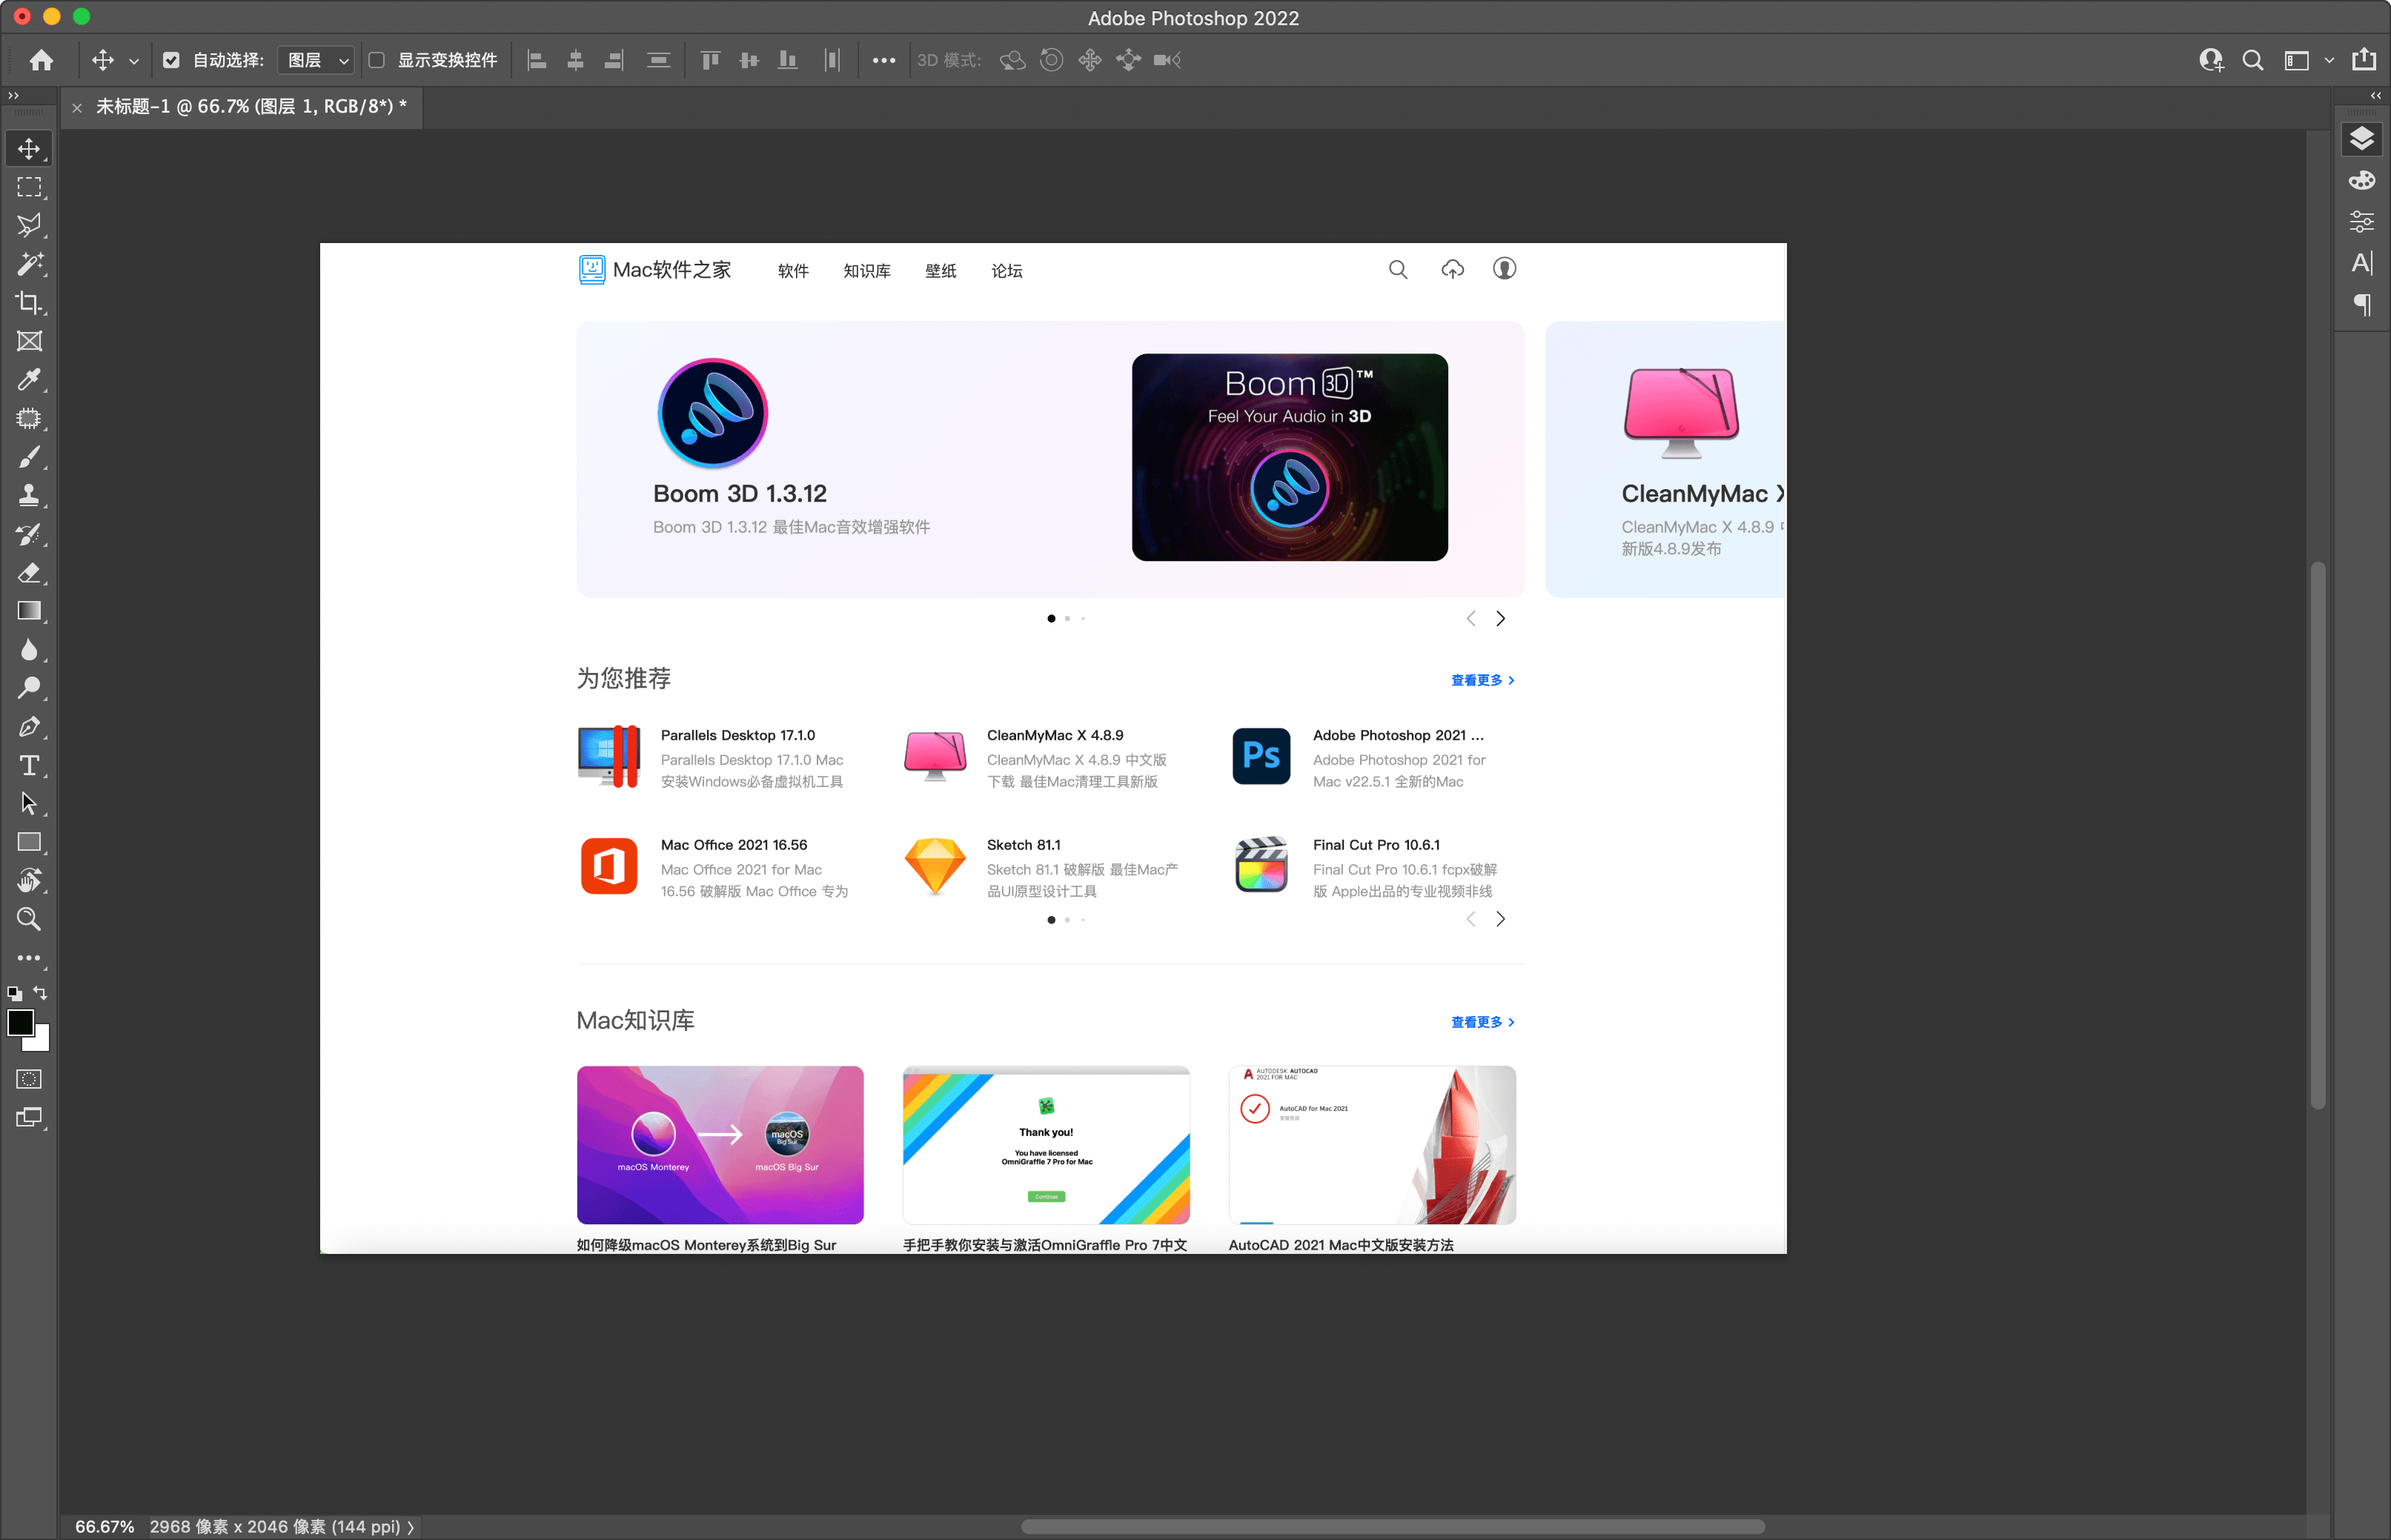 Adobe Photoshop 2022
自动选择: 图层 显示变换控件 3D 模式:
未标题-1 @ 66.7% (图层 1, RGB/8*) *
Mac软件之家 软件 知识库 壁纸 论坛
Boom 3D™
Feel Your Audio in 3D
Boom 3D 1.3.12
Boom 3D 1.3.12 最佳Mac音效增强软件
CleanMyMac X
CleanMyMac X 4.8.9
新版4.8.9发布
为您推荐
查看更多 >
Parallels Desktop 17.1.0
Parallels Desktop 17.1.0 Mac
安装Windows必备虚拟机工具
CleanMyMac X 4.8.9
CleanMyMac X 4.8.9 中文版
下载 最佳Mac清理工具新版
Ps
Adobe Photoshop 2021 ...
Adobe Photoshop 2021 for
Mac v22.5.1 全新的Mac
Mac Office 2021 16.56
Mac Office 2021 for Mac
16.56 破解版 Mac Office 专为
Sketch 81.1
Sketch 81.1 破解版 最佳Mac产
品UI原型设计工具
Final Cut Pro 10.6.1
Final Cut Pro 10.6.1 fcpx破解
版 Apple出品的专业视频非线
Mac知识库
查看更多 >
macOS Monterey
macOS
Big Sur
macOS Big Sur
Thank you!
You have licensed
OmniGraffle 7 Pro for Mac
Continue
AUTODESK AUTOCAD
2021 FOR MAC
AutoCAD for Mac 2021
如何降级macOS Monterey系统到Big Sur
手把手教你安装与激活OmniGraffle Pro 7中文
AutoCAD 2021 Mac中文版安装方法
66.67% 2968 像素 x 2046 像素 (144 ppi)